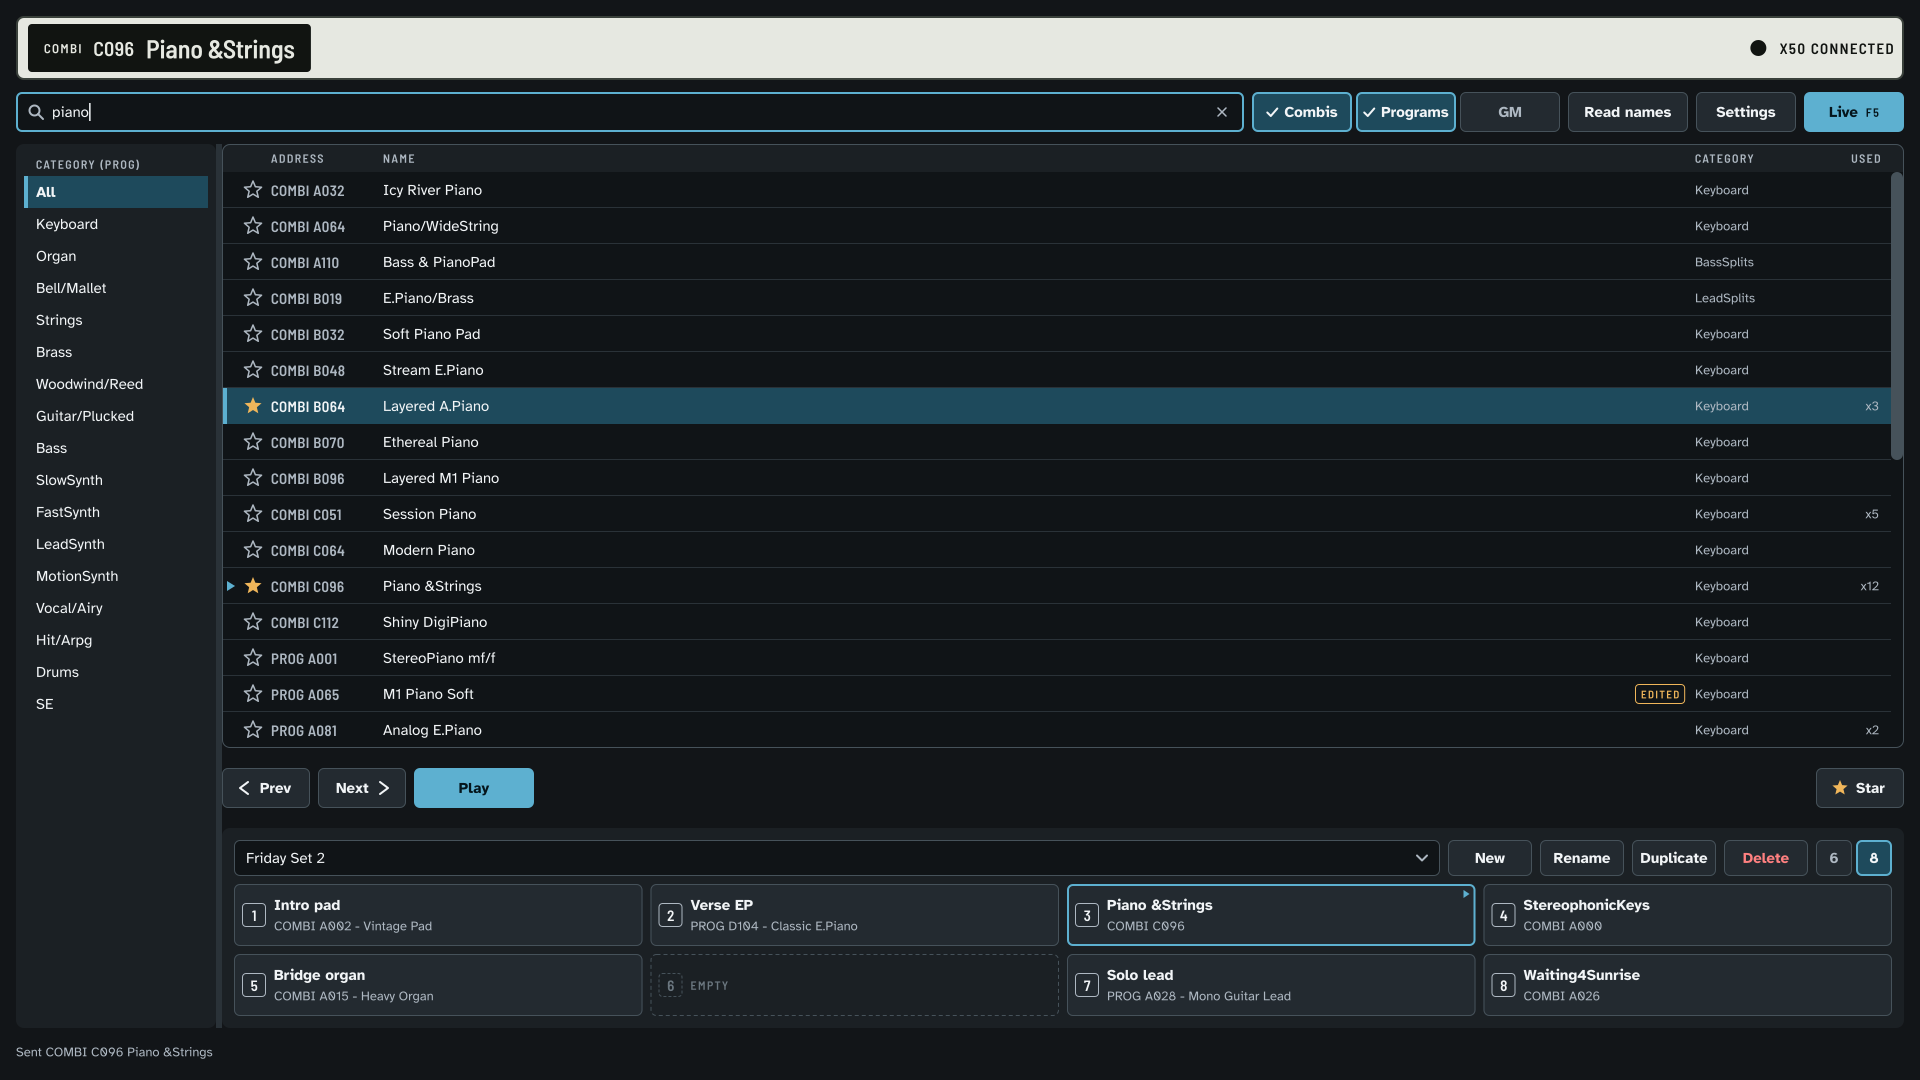 COMBI C096 Piano &Strings
X50 CONNECTED
piano
Combis
Programs
GM
Read names
Settings
Live F5
CATEGORY (PROG)
All
Keyboard
Organ
Bell/Mallet
Strings
Brass
Woodwind/Reed
Guitar/Plucked
Bass
SlowSynth
FastSynth
LeadSynth
MotionSynth
Vocal/Airy
Hit/Arpg
Drums
SE
ADDRESS NAME CATEGORY USED
COMBI A032 Icy River Piano Keyboard
COMBI A064 Piano/WideString Keyboard
COMBI A110 Bass & PianoPad BassSplits
COMBI B019 E.Piano/Brass LeadSplits
COMBI B032 Soft Piano Pad Keyboard
COMBI B048 Stream E.Piano Keyboard
COMBI B064 Layered A.Piano Keyboard x3
COMBI B070 Ethereal Piano Keyboard
COMBI B096 Layered M1 Piano Keyboard
COMBI C051 Session Piano Keyboard x5
COMBI C064 Modern Piano Keyboard
COMBI C096 Piano &Strings Keyboard x12
COMBI C112 Shiny DigiPiano Keyboard
PROG A001 StereoPiano mf/f Keyboard
PROG A065 M1 Piano Soft EDITED Keyboard
PROG A081 Analog E.Piano Keyboard x2
Prev
Next
Play
Star
Friday Set 2
New
Rename
Duplicate
Delete
6
8
1 Intro pad
COMBI A002 - Vintage Pad
2 Verse EP
PROG D104 - Classic E.Piano
3 Piano &Strings
COMBI C096
4 StereophonicKeys
COMBI A000
5 Bridge organ
COMBI A015 - Heavy Organ
6 EMPTY
7 Solo lead
PROG A028 - Mono Guitar Lead
8 Waiting4Sunrise
COMBI A026
Sent COMBI C096 Piano &Strings